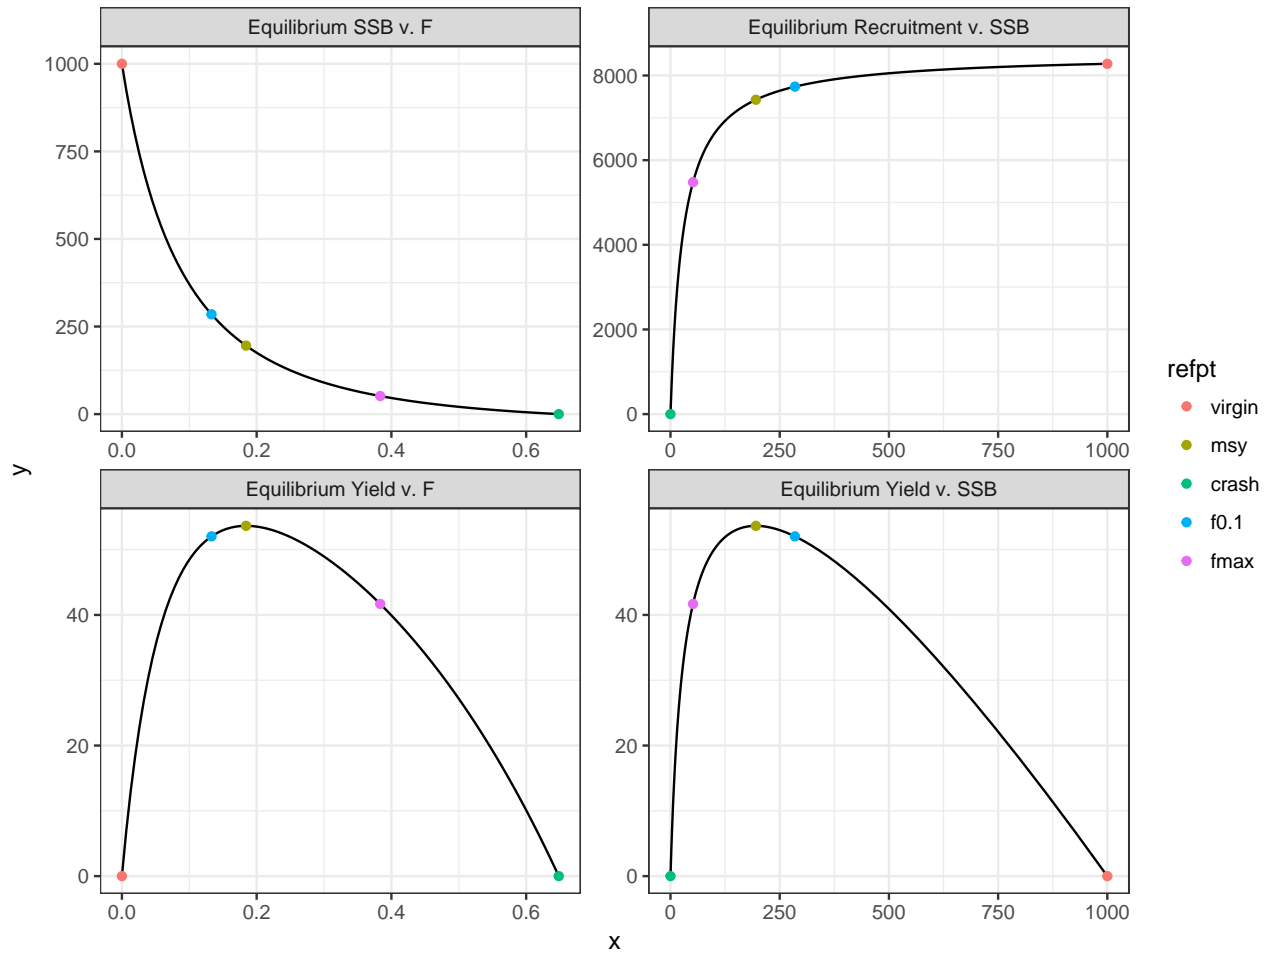 Equilibrium SSB v. F
Equilibrium Recruitment v. SSB
1000
750
500
250
0
8000
6000
4000
2000
0
0.0 0.2 0.4 0.6
0 250 500 750 1000
y
Equilibrium Yield v. F
Equilibrium Yield v. SSB
40
20
0
40
20
0
0.0 0.2 0.4 0.6
0 250 500 750 1000
x
refpt
virgin
msy
crash
f0.1
fmax